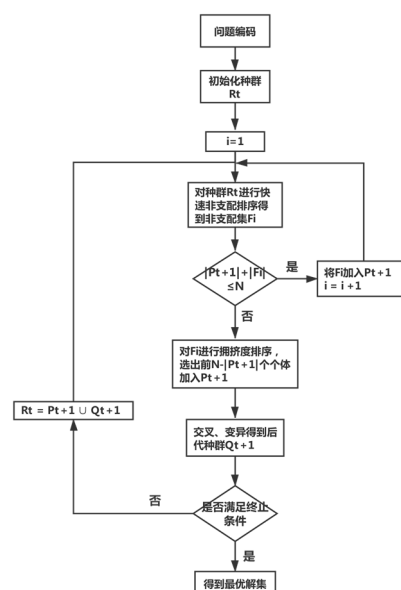 问题编码
初始化种群
Rt
i=1
对种群Rt进行快
速非支配排序得
到非支配集Fi
|Pt+1|+|Fi|
≤N
是
将Fi加入Pt+1
i = i +1
否
对Fi进行拥挤度排序，
选出前N-|Pt+1|个个体
加入Pt+1
Rt = Pt+1 ∪ Qt+1
交叉、变异得到后
代种群Qt+1
否
是否满足终止
条件
是
得到最优解集